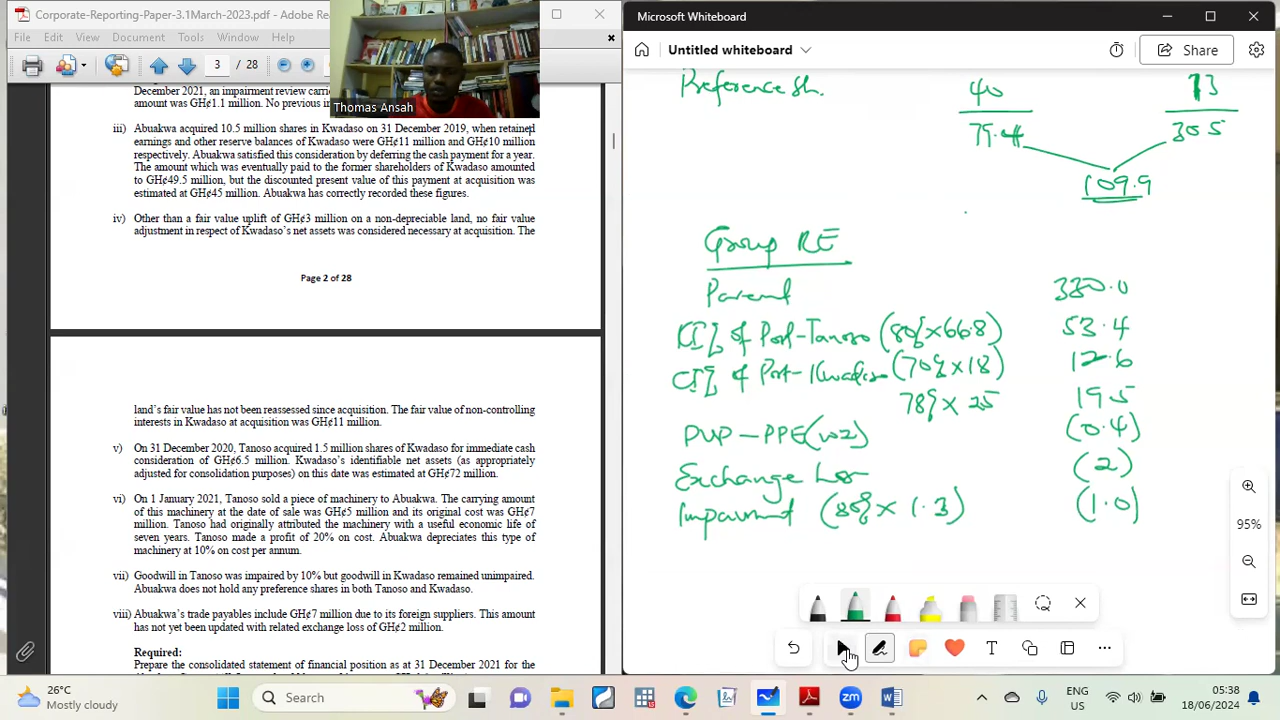 Corporate-Reporting-Paper-3.1March-2023.pdf - Adobe Re
File Edit View Document Tools Window Help
3 / 28
Thomas Ansah
December 2021, an impairment review carri
amount was GH¢1.1 million. No previous in
iii) Abuakwa acquired 10.5 million shares in Kwadaso on 31 December 2019, when retained
earnings and other reserve balances of Kwadaso were GH¢11 million and GH¢10 million
respectively. Abuakwa satisfied this consideration by deferring the cash payment for a year.
The amount which was eventually paid to the former shareholders of Kwadaso amounted
to GH¢49.5 million, but the discounted present value of this payment at acquisition was
estimated at GH¢45 million. Abuakwa has correctly recorded these figures.
iv) Other than a fair value uplift of GH¢3 million on a non-depreciable land, no fair value
adjustment in respect of Kwadaso's net assets was considered necessary at acquisition. The
Page 2 of 28
land's fair value has not been reassessed since acquisition. The fair value of non-controlling
interests in Kwadaso at acquisition was GH¢11 million.
v) On 31 December 2020, Tanoso acquired 1.5 million shares of Kwadaso for immediate cash
consideration of GH¢6.5 million. Kwadaso's identifiable net assets (as appropriately
adjusted for consolidation purposes) on this date was estimated at GH¢72 million.
vi) On 1 January 2021, Tanoso sold a piece of machinery to Abuakwa. The carrying amount
of this machinery at the date of sale was GH¢5 million and its original cost was GH¢7
million. Tanoso had originally attributed the machinery with a useful economic life of
seven years. Tanoso made a profit of 20% on cost. Abuakwa depreciates this type of
machinery at 10% on cost per annum.
vii) Goodwill in Tanoso was impaired by 10% but goodwill in Kwadaso remained unimpaired.
Abuakwa does not hold any preference shares in both Tanoso and Kwadaso.
viii) Abuakwa's trade payables include GH¢7 million due to its foreign suppliers. This amount
has not yet been updated with related exchange loss of GH¢2 million.
Required:
Prepare the consolidated statement of financial position as at 31 December 2021 for the
Microsoft Whiteboard
Untitled whiteboard
Share
Preference Sh. 40 13
79.4 30.5
109.9
Group RE
Parent 330.0
CI% of Post-Tanoso (80% x 66.8) 53.4
CI% of Post-Kwadaso (70% x 18) 12.6
78% x 25 19.5
PUP - PPE (wo2) (0.4)
Exchange Loss (2)
Impairment (80% x 1.3) (1.0)
95%
T
26°C
Mostly cloudy
Search
ENG
US
05:38
18/06/2024